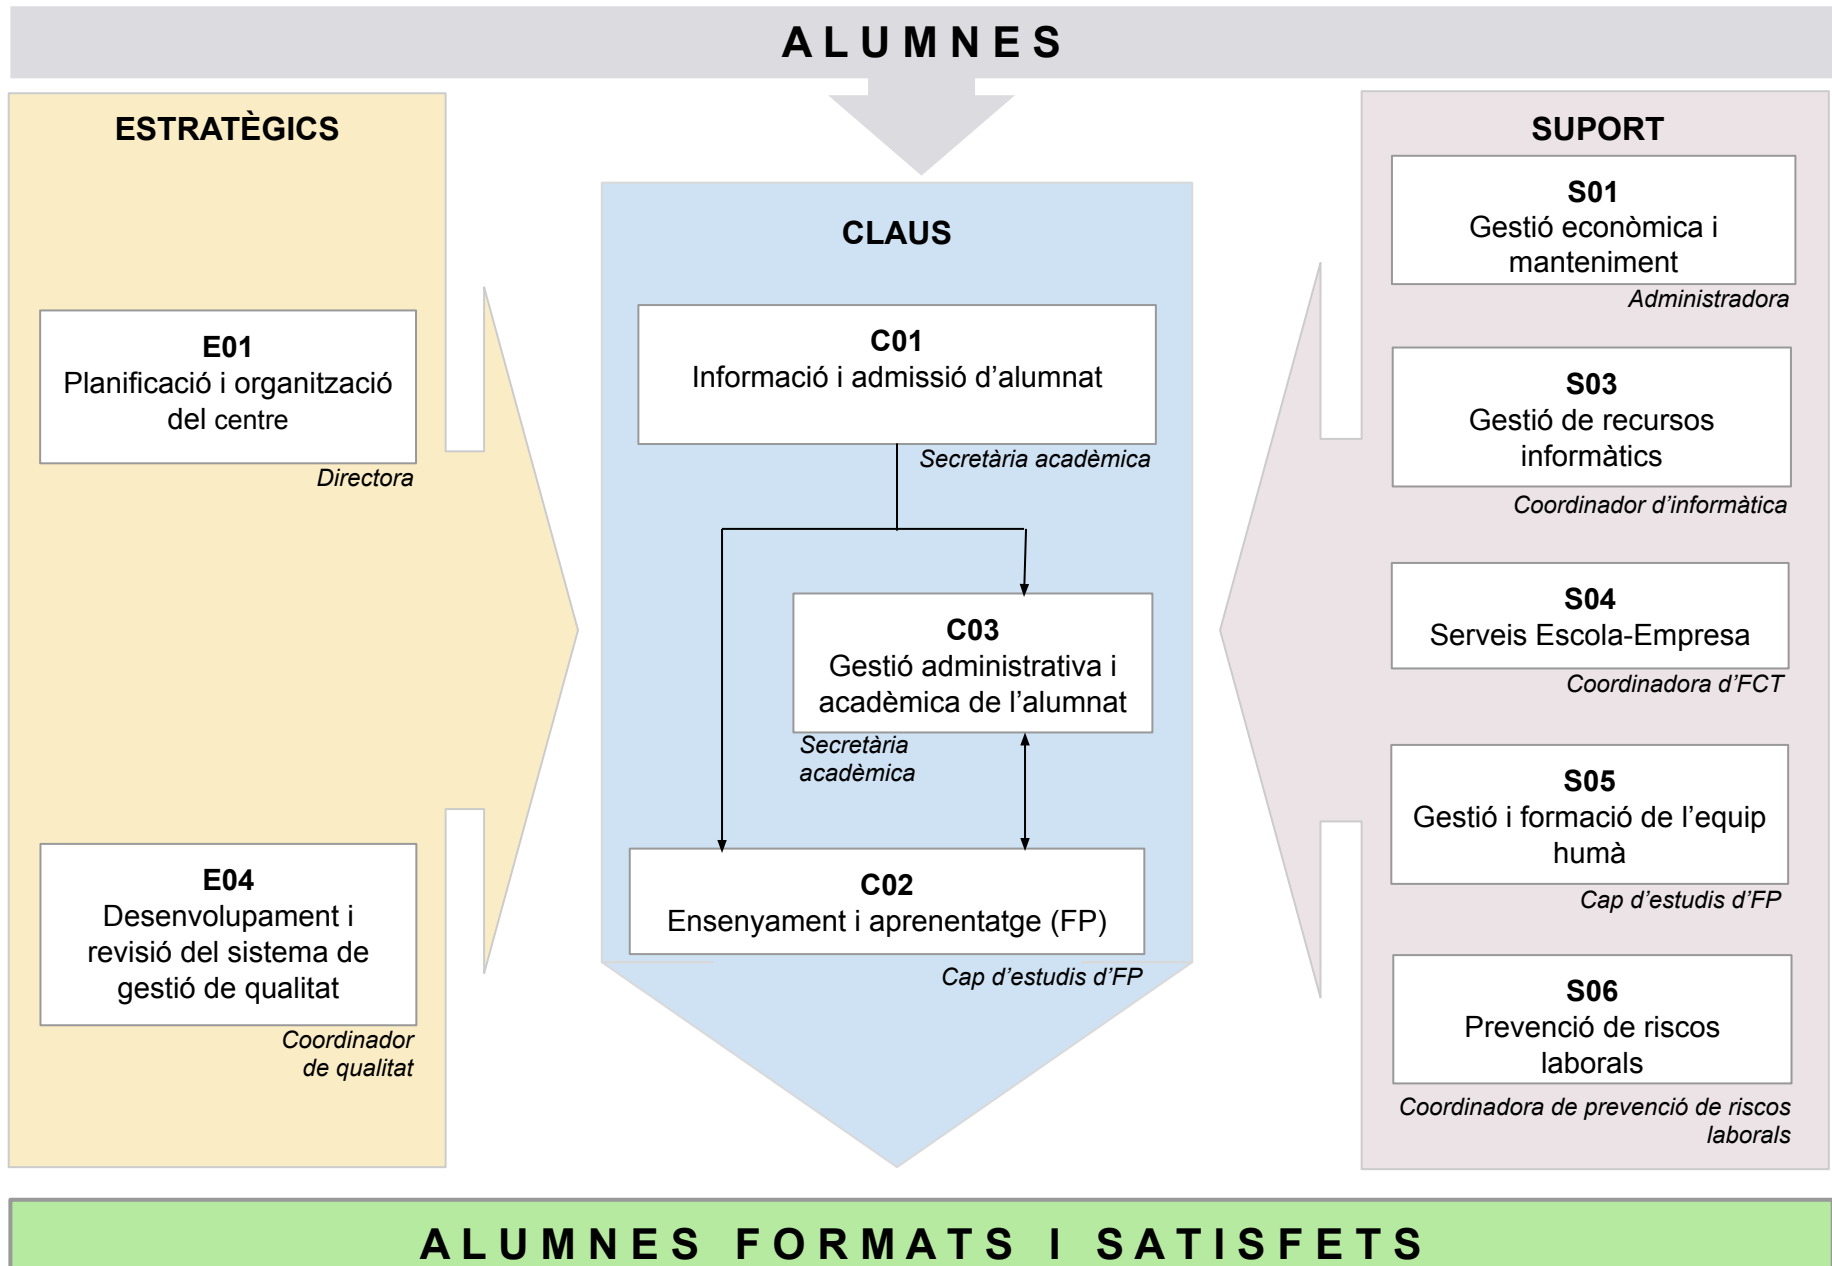 ALUMNES
ESTRATÈGICS
E01
Planificació i organització
del centre
Directora
E04
Desenvolupament i
revisió del sistema de
gestió de qualitat
Coordinador
de qualitat
CLAUS
C01
Informació i admissió d’alumnat
Secretària acadèmica
C03
Gestió administrativa i
acadèmica de l’alumnat
Secretària
acadèmica
C02
Ensenyament i aprenentatge (FP)
Cap d’estudis d’FP
SUPORT
S01
Gestió econòmica i
manteniment
Administradora
S03
Gestió de recursos
informàtics
Coordinador d’informàtica
S04
Serveis Escola-Empresa
Coordinadora d’FCT
S05
Gestió i formació de l’equip
humà
Cap d’estudis d’FP
S06
Prevenció de riscos
laborals
Coordinadora de prevenció de riscos
laborals
ALUMNES FORMATS I SATISFETS